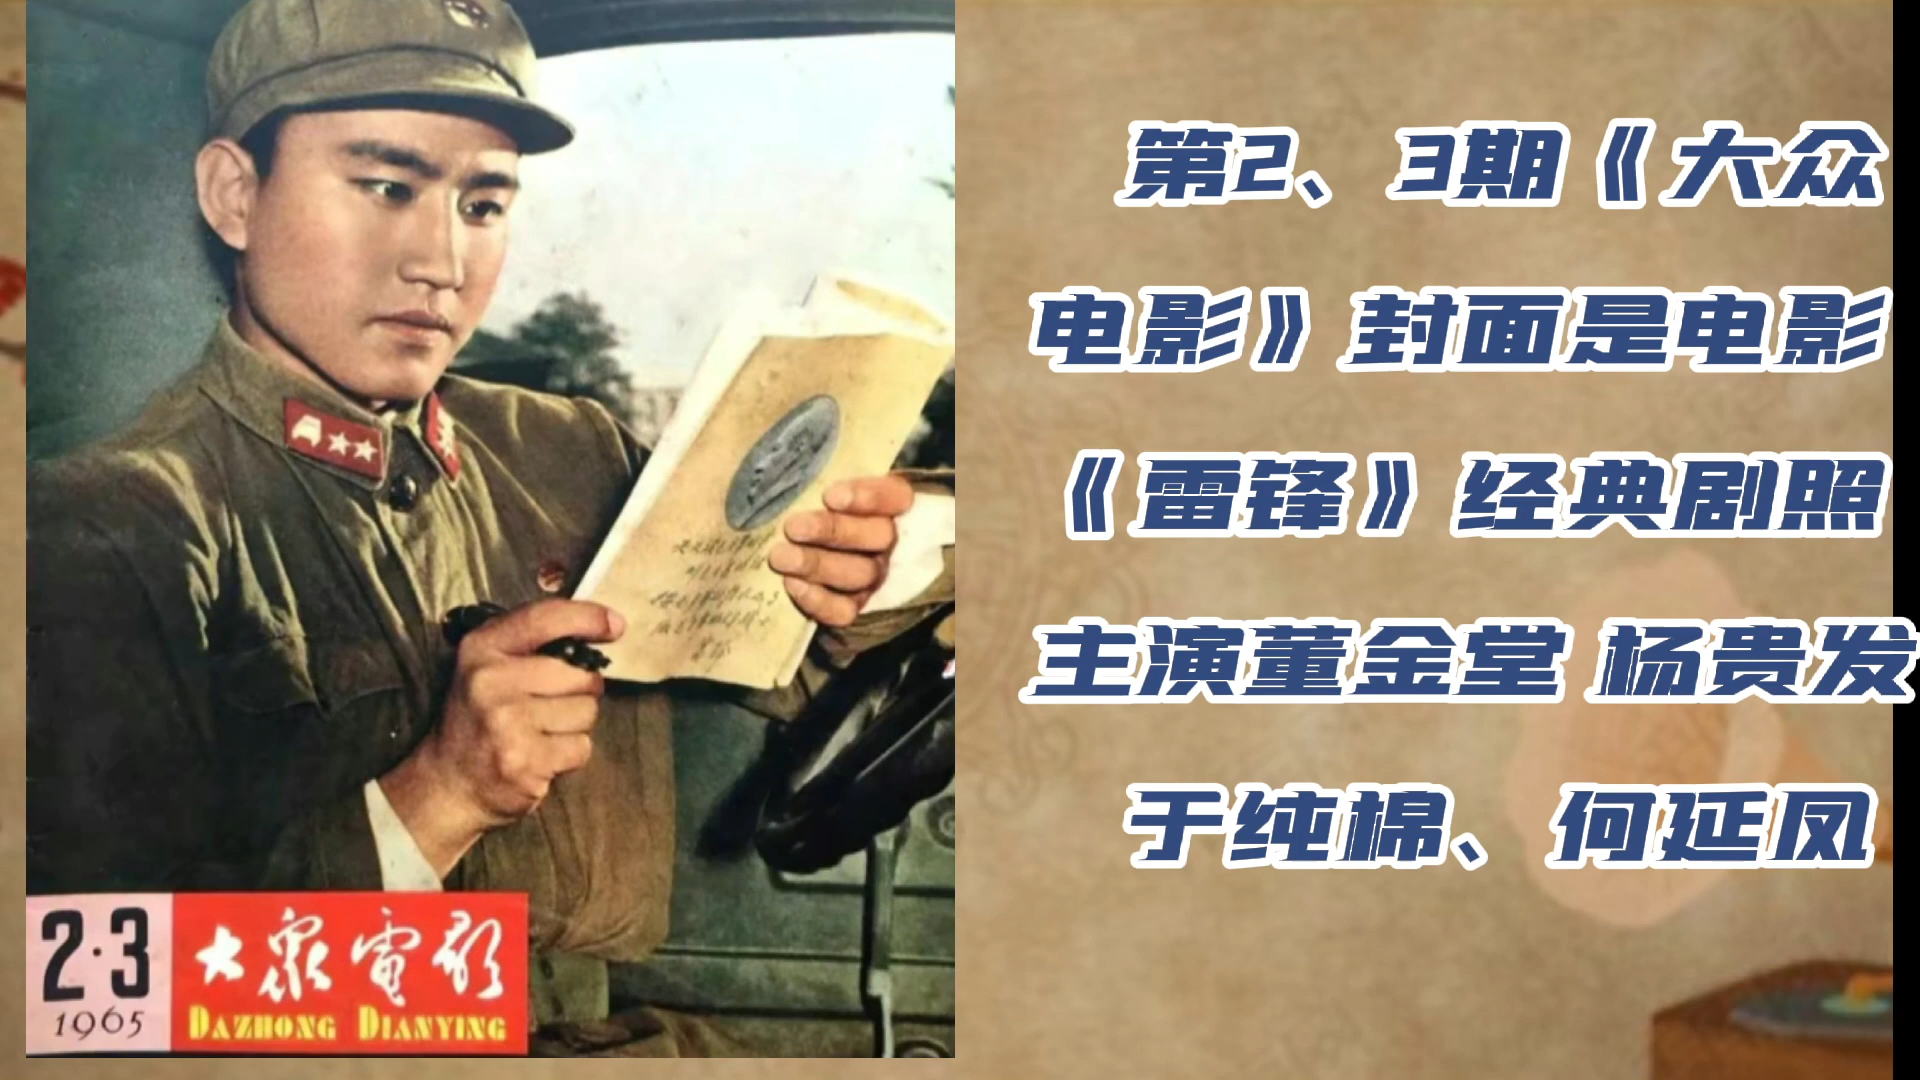 第2、3期《大众
电影》封面是电影
《雷锋》经典剧照
主演董金堂 杨贵发
于纯棉、何延凤
2·3
1965
大眾電影
DAZHONG DIANYING